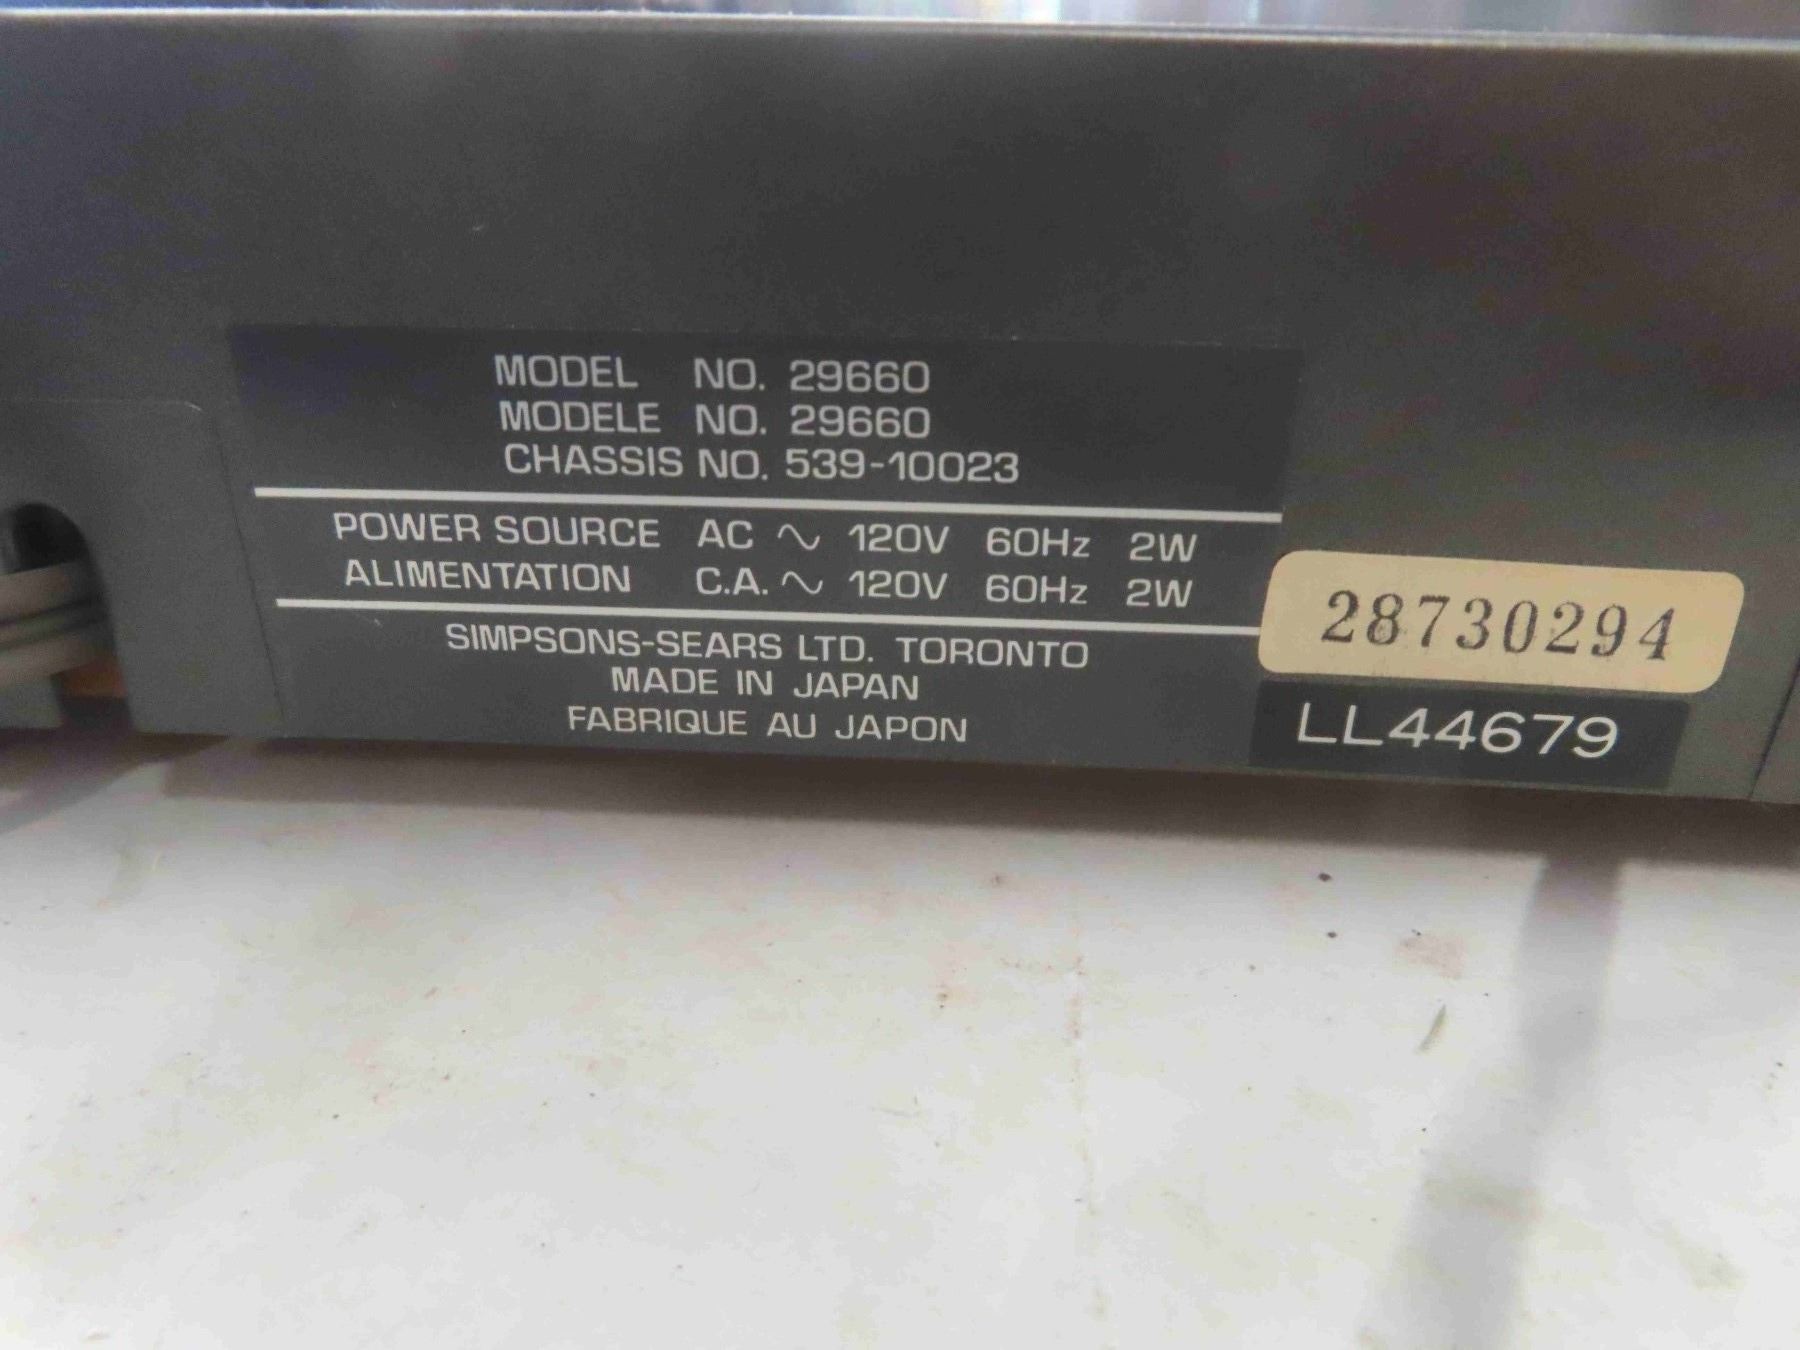 MODEL NO. 29660
MODELE NO. 29660
CHASSIS NO. 539-10023
POWER SOURCE AC ∿ 120V 60Hz 2W
ALIMENTATION C.A. ∿ 120V 60Hz 2W
SIMPSONS-SEARS LTD. TORONTO
MADE IN JAPAN
FABRIQUE AU JAPON
28730294
LL44679